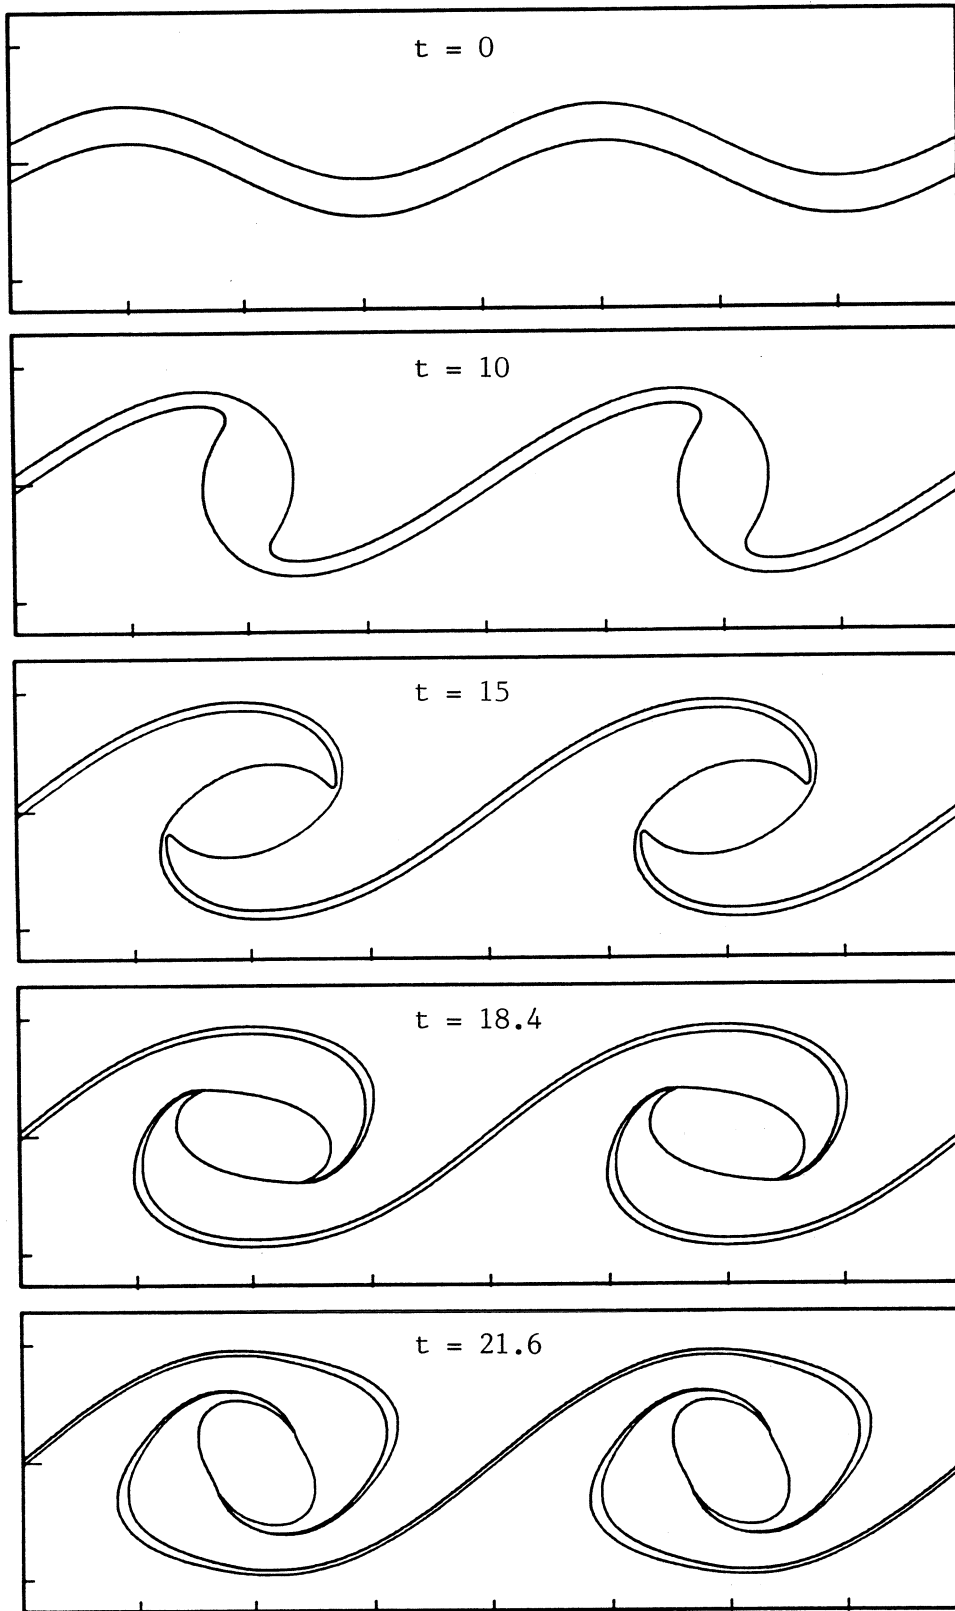 t = 0
t = 10
t = 15
t = 18.4
t = 21.6